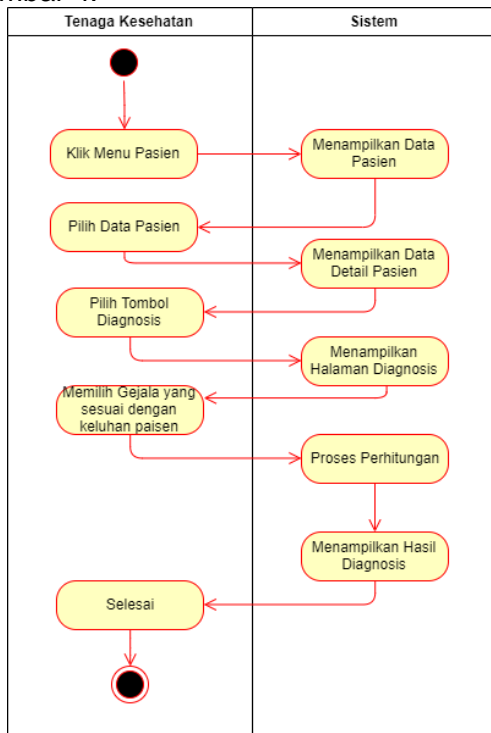 Tenaga Kesehatan
Sistem
Klik Menu Pasien
Menampilkan Data
Pasien
Pilih Data Pasien
Menampilkan Data
Detail Pasien
Pilih Tombol
Diagnosis
Menampilkan
Halaman Diagnosis
Memilih Gejala yang
sesuai dengan
keluhan paisen
Proses Perhitungan
Menampilkan Hasil
Diagnosis
Selesai